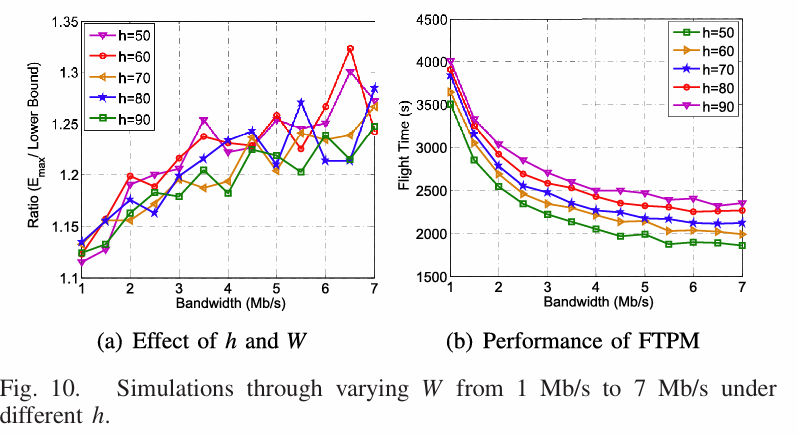 1.35
1.3
1.25
1.2
1.15
1.1
Ratio (E_max/ Lower Bound)
h=50
h=60
h=70
h=80
h=90
1 2 3 4 5 6 7
Bandwidth (Mb/s)
(a) Effect of h and W
4500
4000
3500
3000
2500
2000
1500
Flight Time (s)
h=50
h=60
h=70
h=80
h=90
1 2 3 4 5 6 7
Bandwidth (Mb/s)
(b) Performance of FTPM
Fig. 10. Simulations through varying W from 1 Mb/s to 7 Mb/s under
different h.